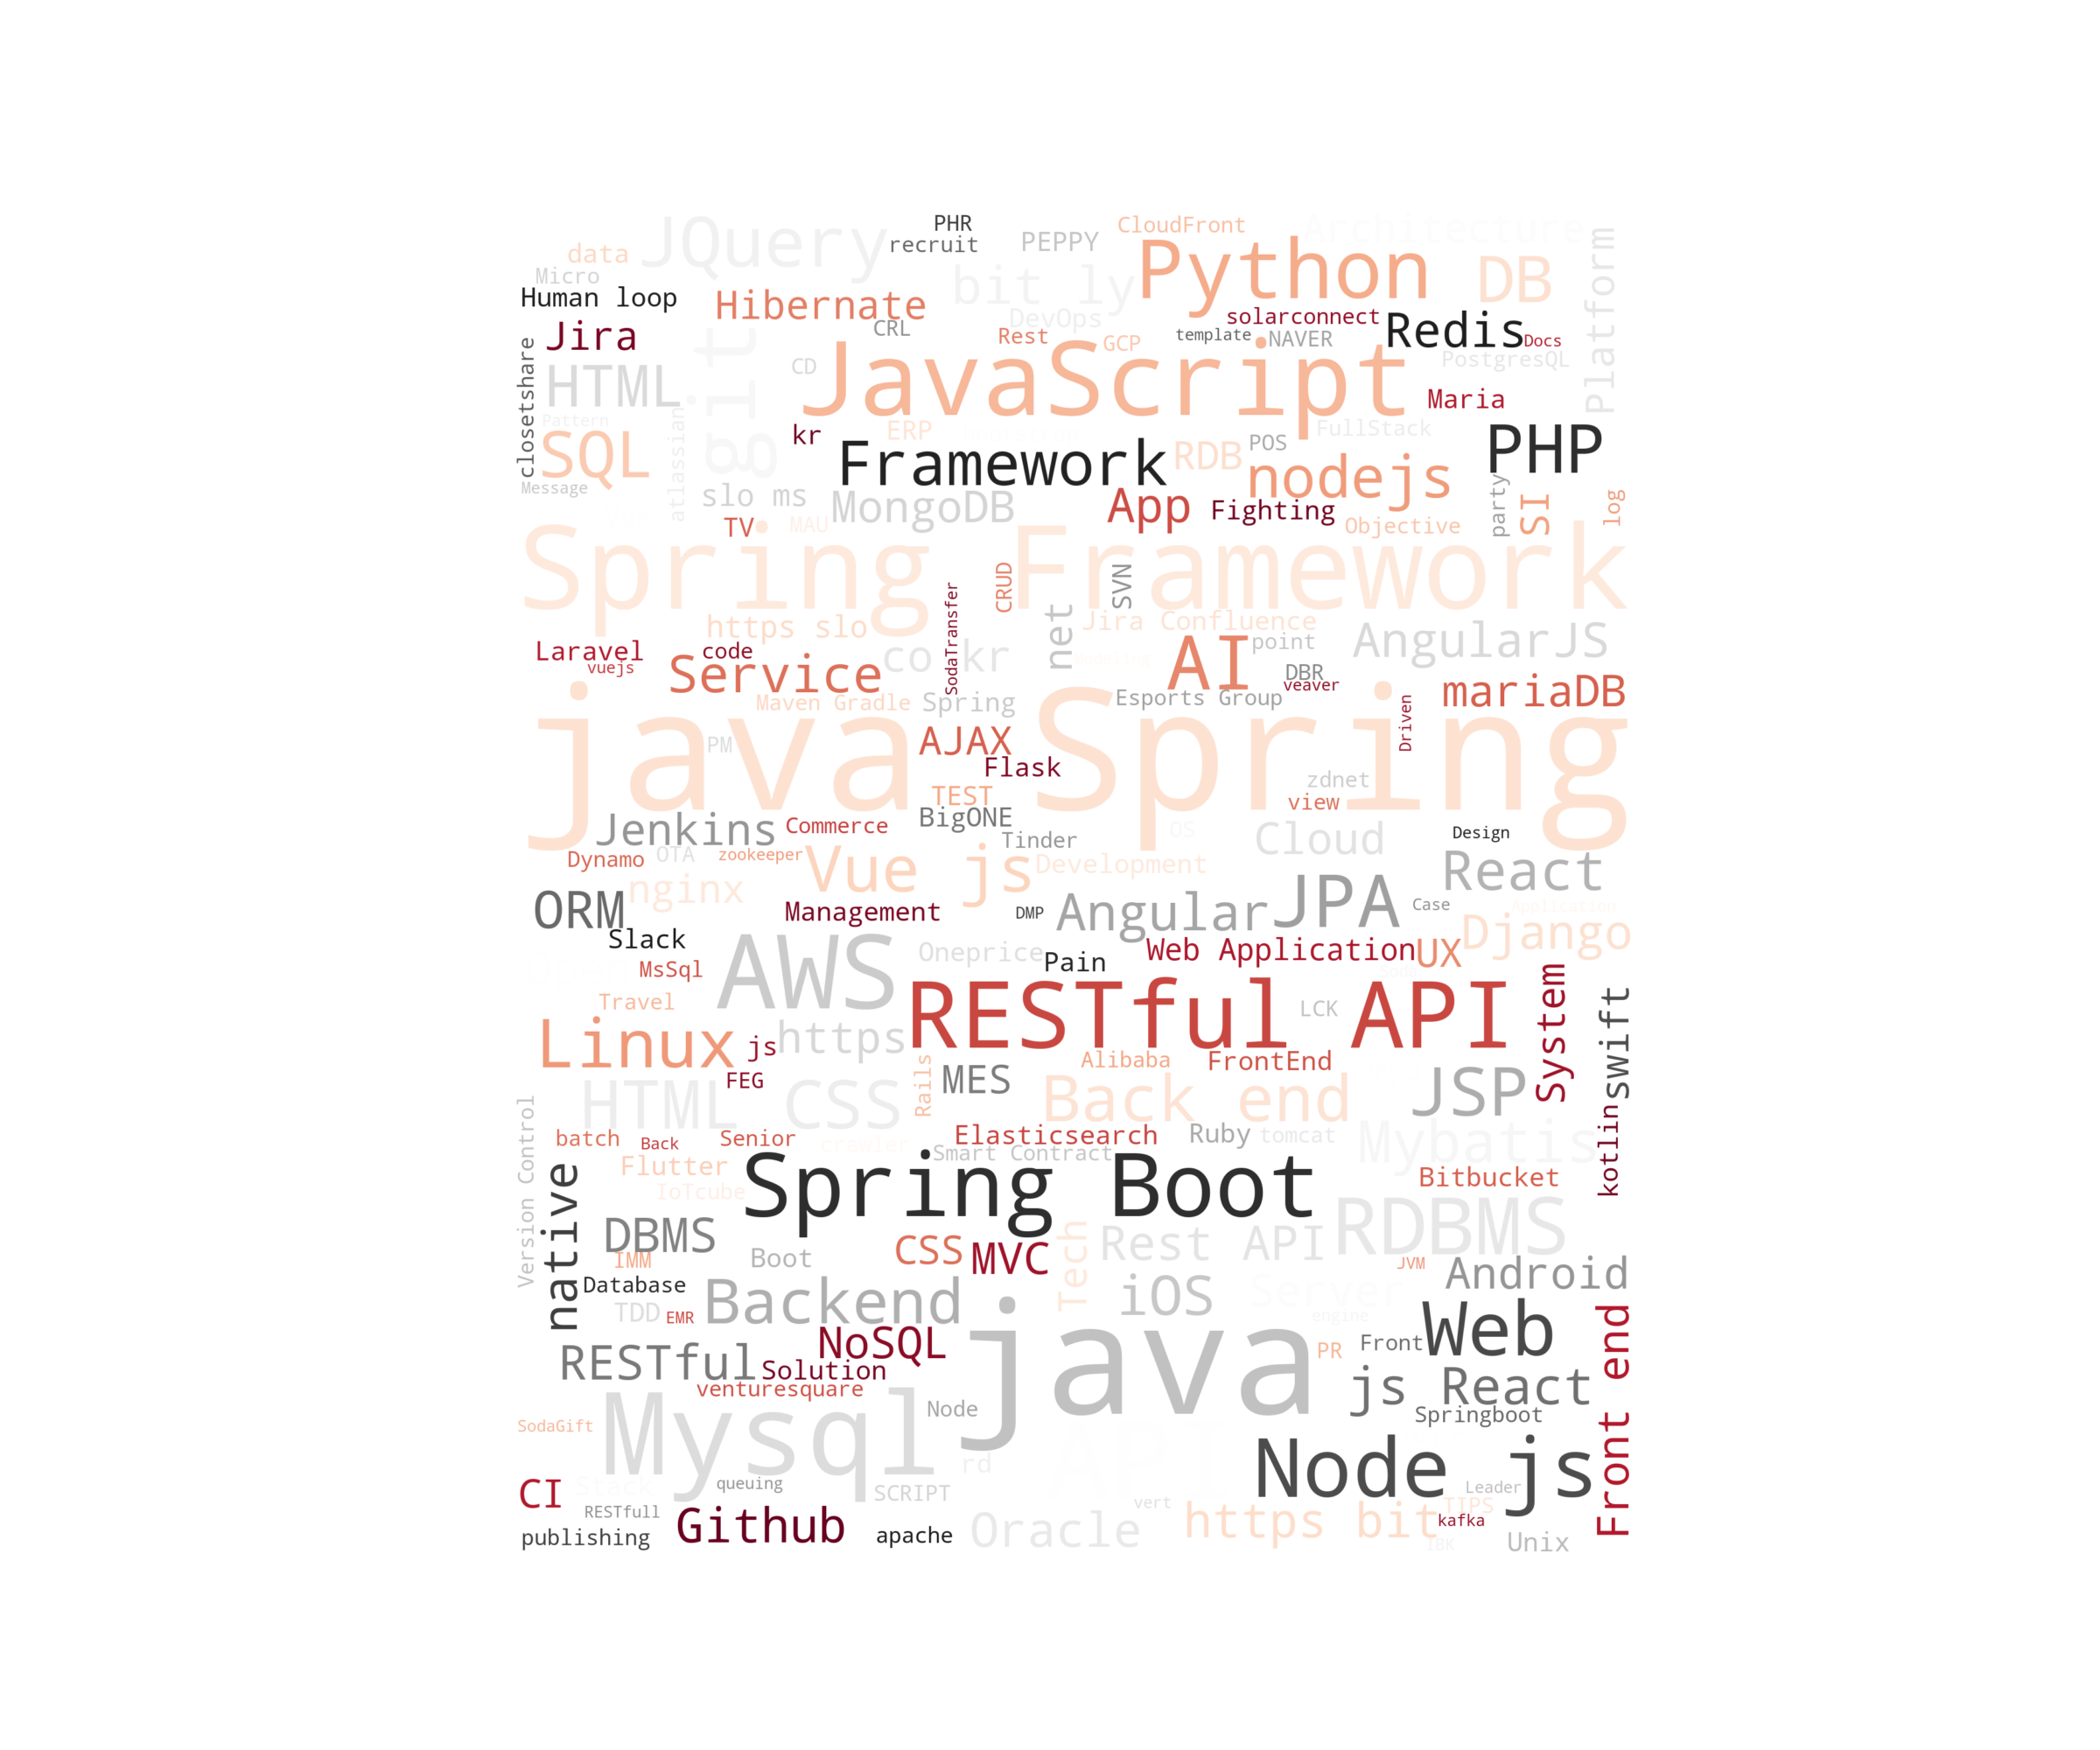 PHR
CloudFront
Architecture
JQuery
recruit
PEPPY
data
Python
DB
Platform
Micro
bit ly
Human loop
Hibernate
DevOps
solarconnect
Redis
Jira
CRL
Rest
GCP
template
NAVER
Docs
closetshare
git
PostgresQL
HTML
CD
JavaScript
Maria
Pattern
atlassian
kr
ERP
FullStack
PHP
SQL
Framework
RDB
POS
nodejs
Message
slo ms
MongoDB
App
Fighting
party
SI
log
TV
MAU
Objective
Spring Framework
CRUD
SVN
SodaTransfer
net
https slo
Jira Confluence
Laravel
code
co kr
AI
point
AngularJS
vuejs
Service
Modeling
DBR
veaver
mariaDB
Maven Gradle
Spring
Esports Group
Driven
java Spring
PM
AJAX
Flask
zdnet
TEST
view
BigONE
Jenkins
Commerce
Tinder
OS
Cloud
Design
Dynamo
OTA
zookeeper
Vue js
Development
React
nginx
ORM
Management
DMP
Angular
JPA
Case
Application
Slack
Django
AWS
Oneprice
Pain
Web Application
UX
MsSql
System
Travel
RESTful API
LCK
swift
Linux
js
https
Alibaba
FrontEnd
FEG
Rails
MES
HTML CSS
Back end
JSP
Version Control
kotlin
batch
Back
Senior
crawler
Elasticsearch
Ruby
tomcat
Mybatis
Smart Contract
native
Flutter
Spring Boot
Bitbucket
IoTcube
DBMS
Tech
RDBMS
IMM
Boot
CSS
MVC
Rest API
JVM
Android
Database
Backend
iOS
Server
TDD
EMR
engine
Web
Front end
NoSQL
java
PR
Front
RESTful
Solution
js React
venturesquare
Mysql
Node
Springboot
SodaGift
API
Node js
rd
CI
Stack
queuing
SCRIPT
Leader
RESTfull
vert
TIPS
publishing
Github
apache
Oracle
https bit
kafka
IBK
Unix